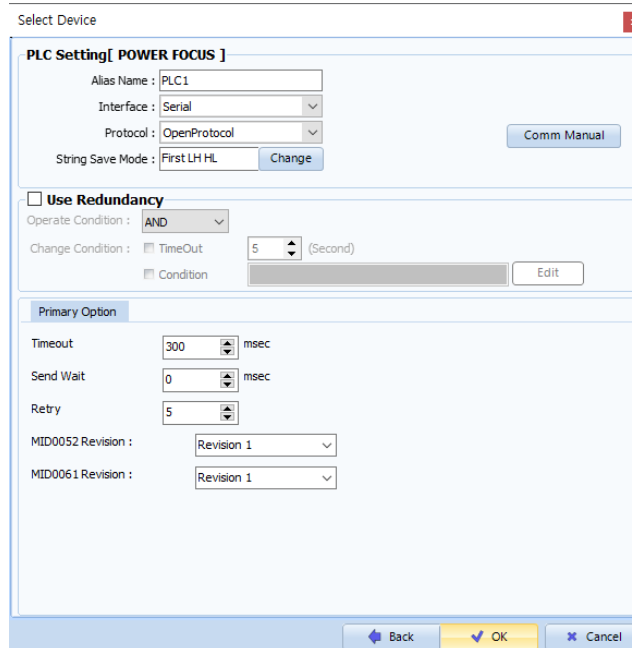 Select Device
PLC Setting[ POWER FOCUS ]
Alias Name : PLC1
Interface : Serial
Protocol : OpenProtocol
Comm Manual
String Save Mode : First LH HL Change
Use Redundancy
Operate Condition : AND
Change Condition : TimeOut 5 (Second)
Condition Edit
Primary Option
Timeout 300 msec
Send Wait 0 msec
Retry 5
MID0052 Revision : Revision 1
MID0061 Revision : Revision 1
Back OK Cancel